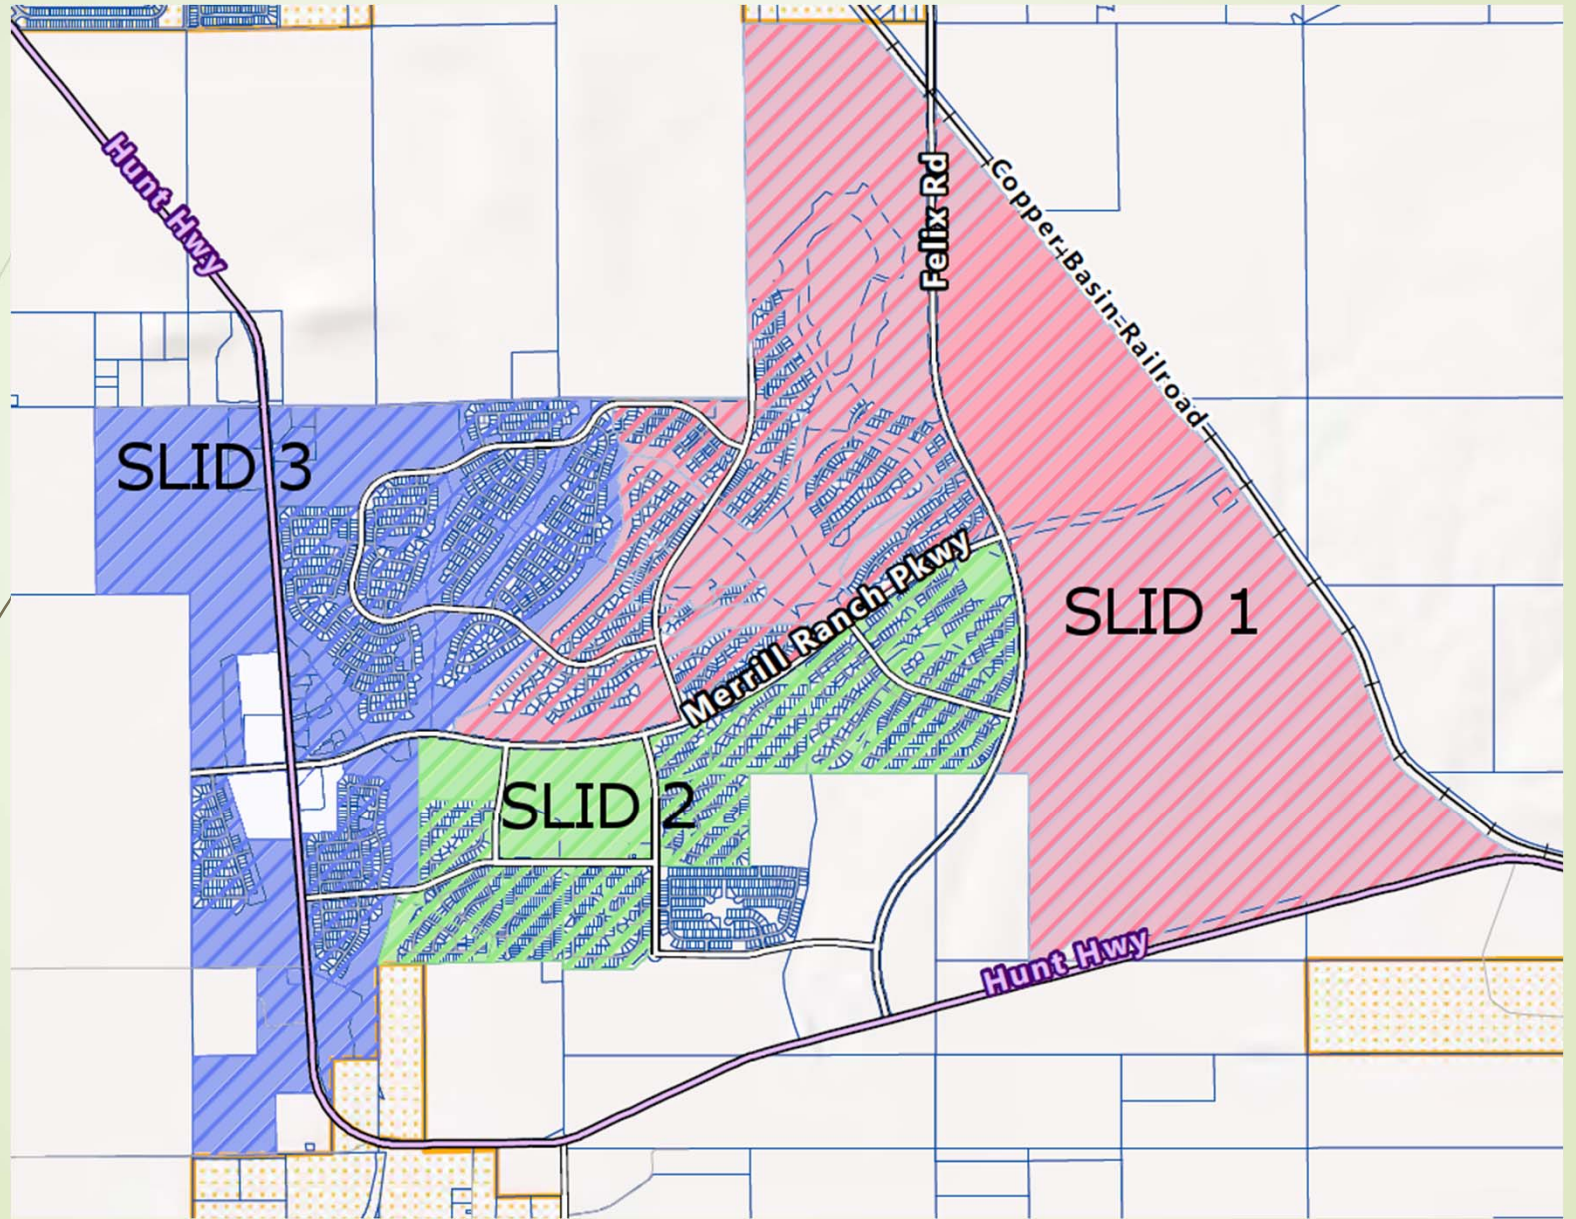 Hunt Hwy
Felix Rd
Copper Basin Railroad
SLID 3
SLID 1
Merrill Ranch Pkwy
SLID 2
Hunt Hwy